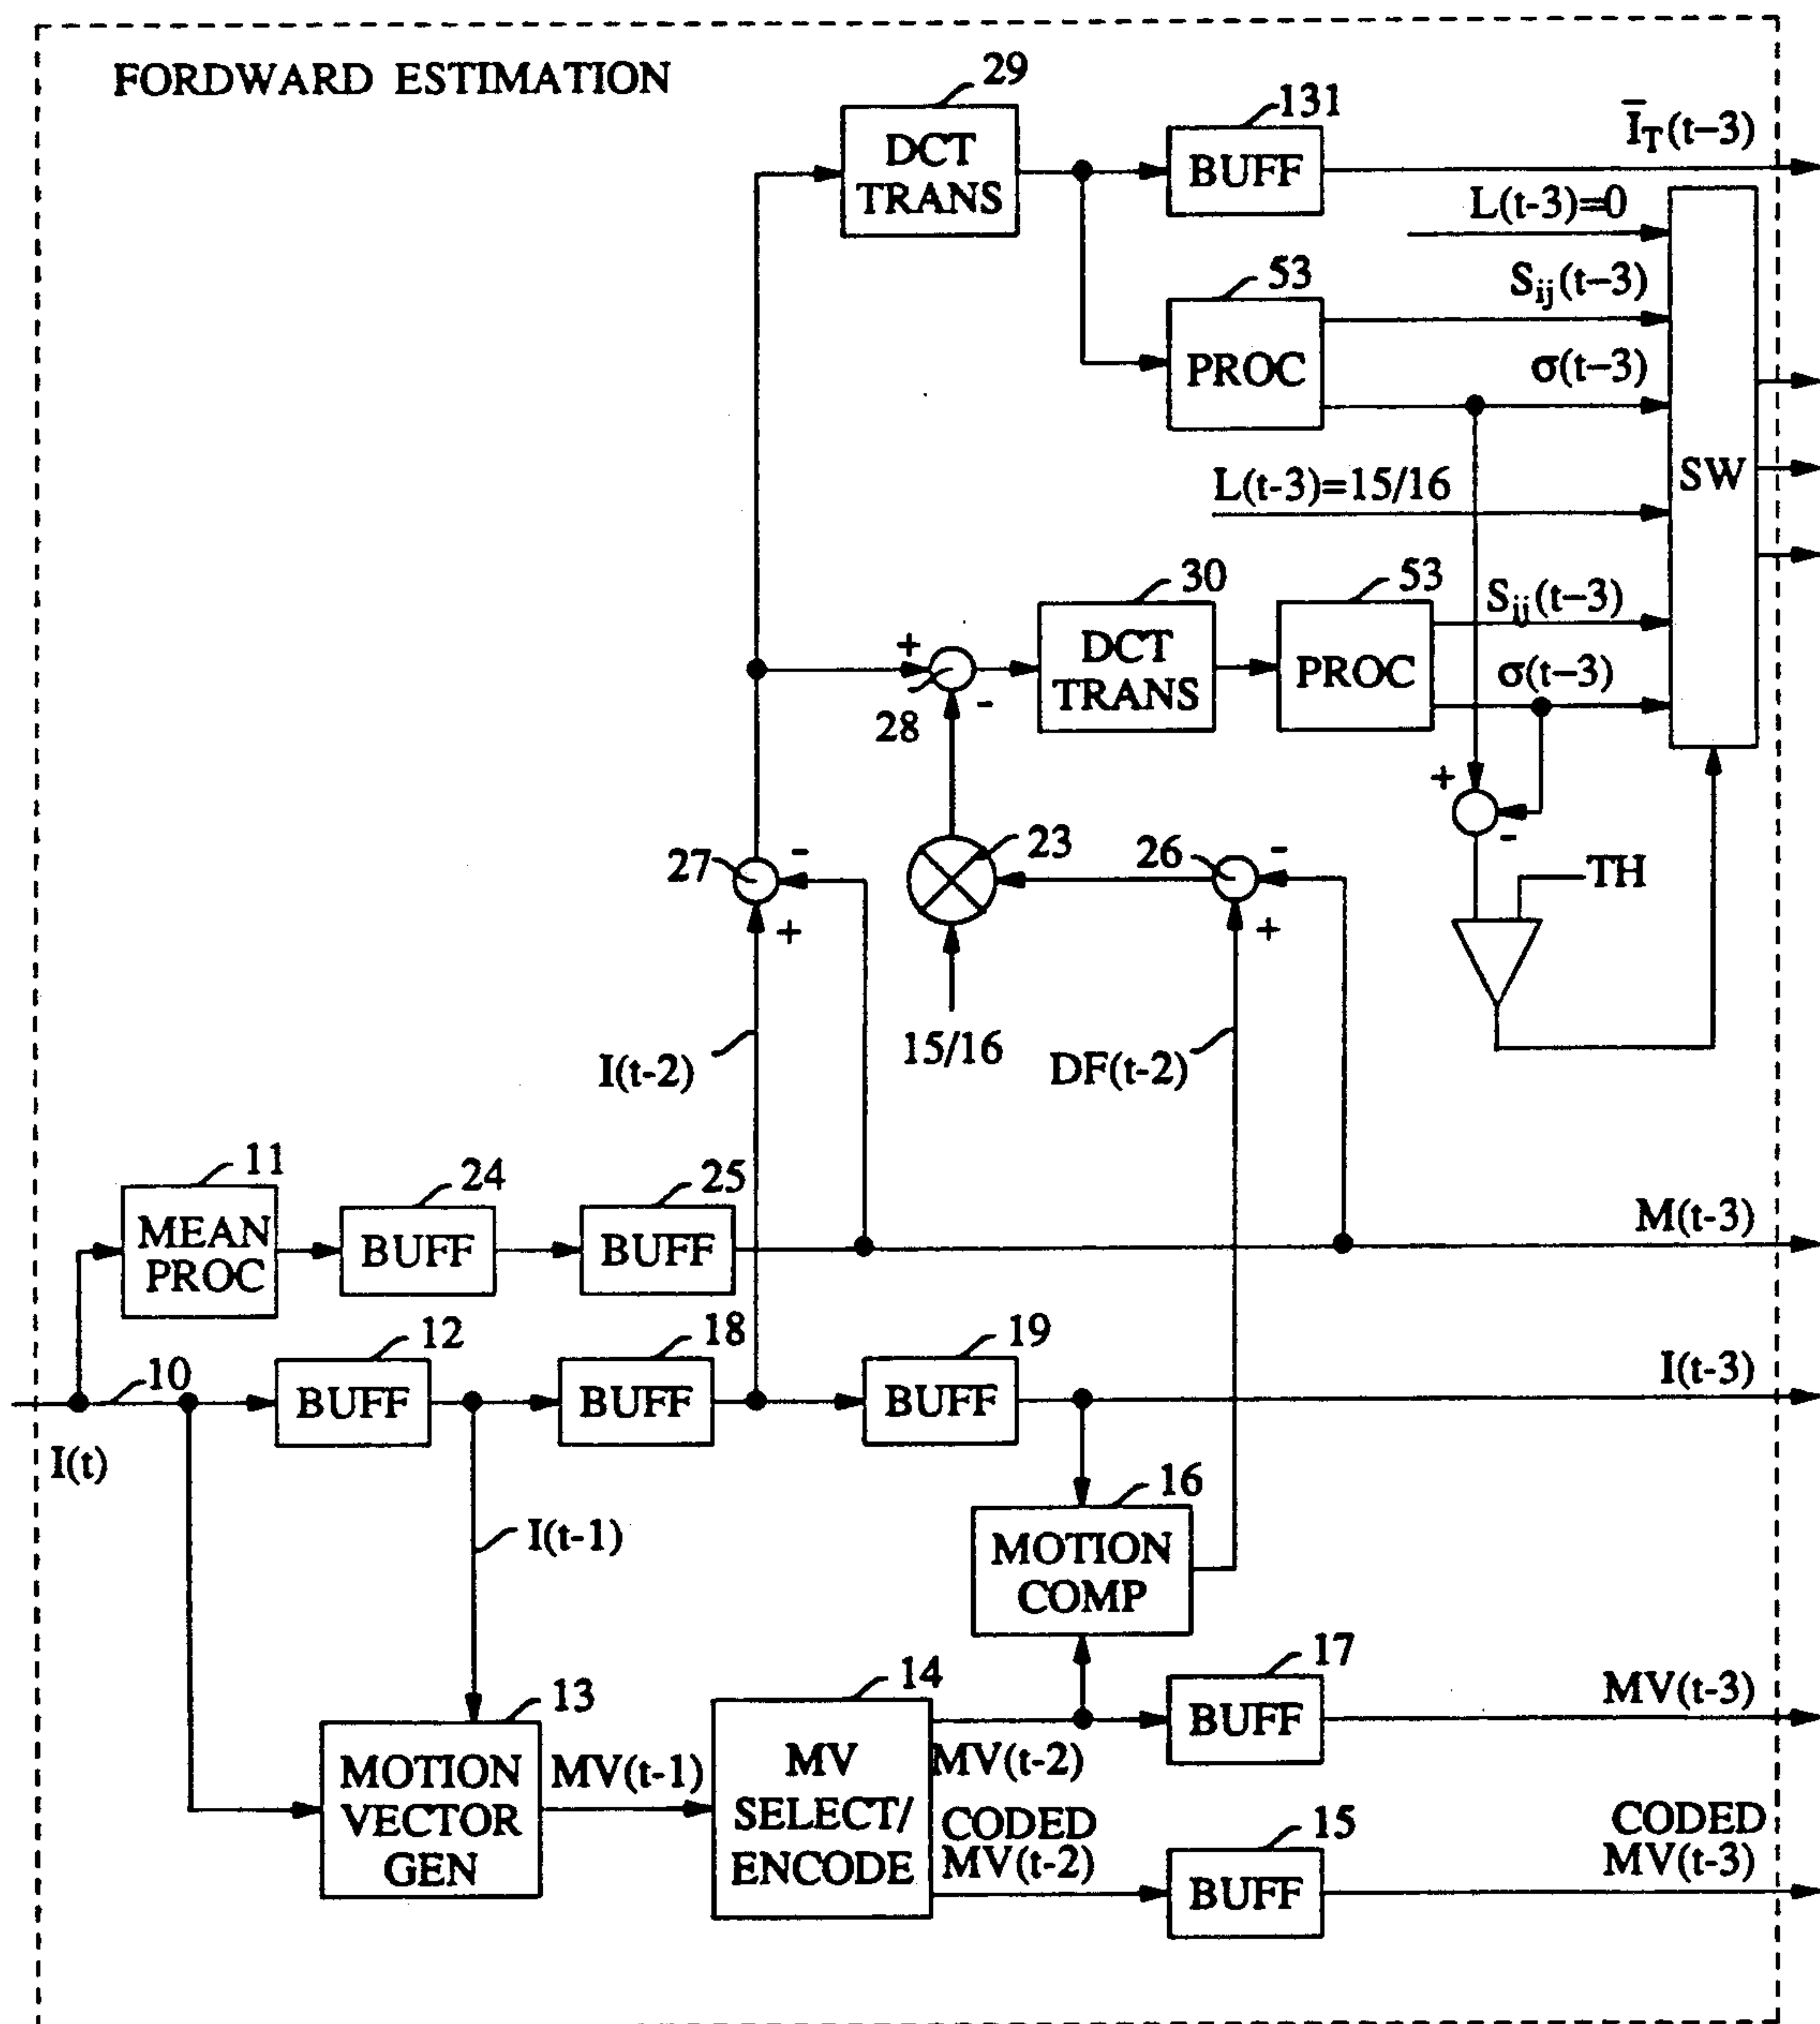 FORDWARD ESTIMATION
29
DCT
TRANS
131
BUFF
I̅T(t−3)
L(t-3)=0
53
PROC
Sij(t−3)
σ(t−3)
SW
L(t-3)=15/16
30
DCT
TRANS
53
PROC
Sij(t−3)
σ(t−3)
+
-
28
+
-
TH
27
-
+
23
15/16
26
-
+
I(t-2)
DF(t-2)
11
MEAN
PROC
24
BUFF
25
BUFF
M(t-3)
10
I(t)
12
BUFF
18
BUFF
19
BUFF
I(t-3)
I(t-1)
16
MOTION
COMP
13
MOTION
VECTOR
GEN
MV(t-1)
14
MV
SELECT/
ENCODE
MV(t-2)
CODED
MV(t-2)
17
BUFF
MV(t-3)
15
BUFF
CODED
MV(t-3)